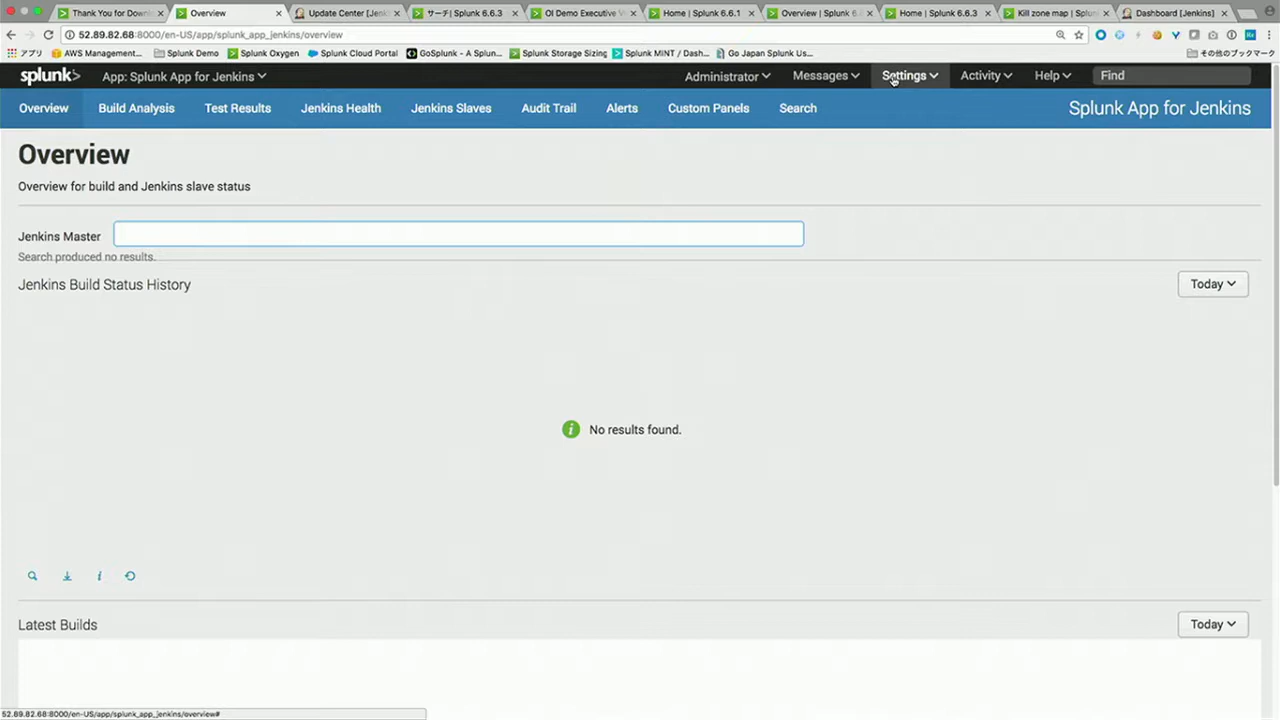 Thank You for Downl
Overview
Update Center [Jenk
サーチ| Splunk 6.6.3
OI Demo Executive V
Home | Splunk 6.6.1
Overview | Splunk 6
Home | Splunk 6.6.3
Kill zone map | Splun
Dashboard [Jenkins]
52.89.82.68:8000/en-US/app/splunk_app_jenkins/overview
アプリ
AWS Management...
Splunk Demo
Splunk Oxygen
Splunk Cloud Portal
GoSplunk - A Splun...
Splunk Storage Sizing
Splunk MINT / Dash...
Go Japan Splunk Us...
その他のブックマーク
splunk>
App: Splunk App for Jenkins
Administrator
Messages
Settings
Activity
Help
Find
Overview
Build Analysis
Test Results
Jenkins Health
Jenkins Slaves
Audit Trail
Alerts
Custom Panels
Search
Splunk App for Jenkins
Overview
Overview for build and Jenkins slave status
Jenkins Master
Search produced no results.
Jenkins Build Status History
Today
No results found.
Latest Builds
Today
52.89.82.68:8000/en-US/app/splunk_app_jenkins/overview#